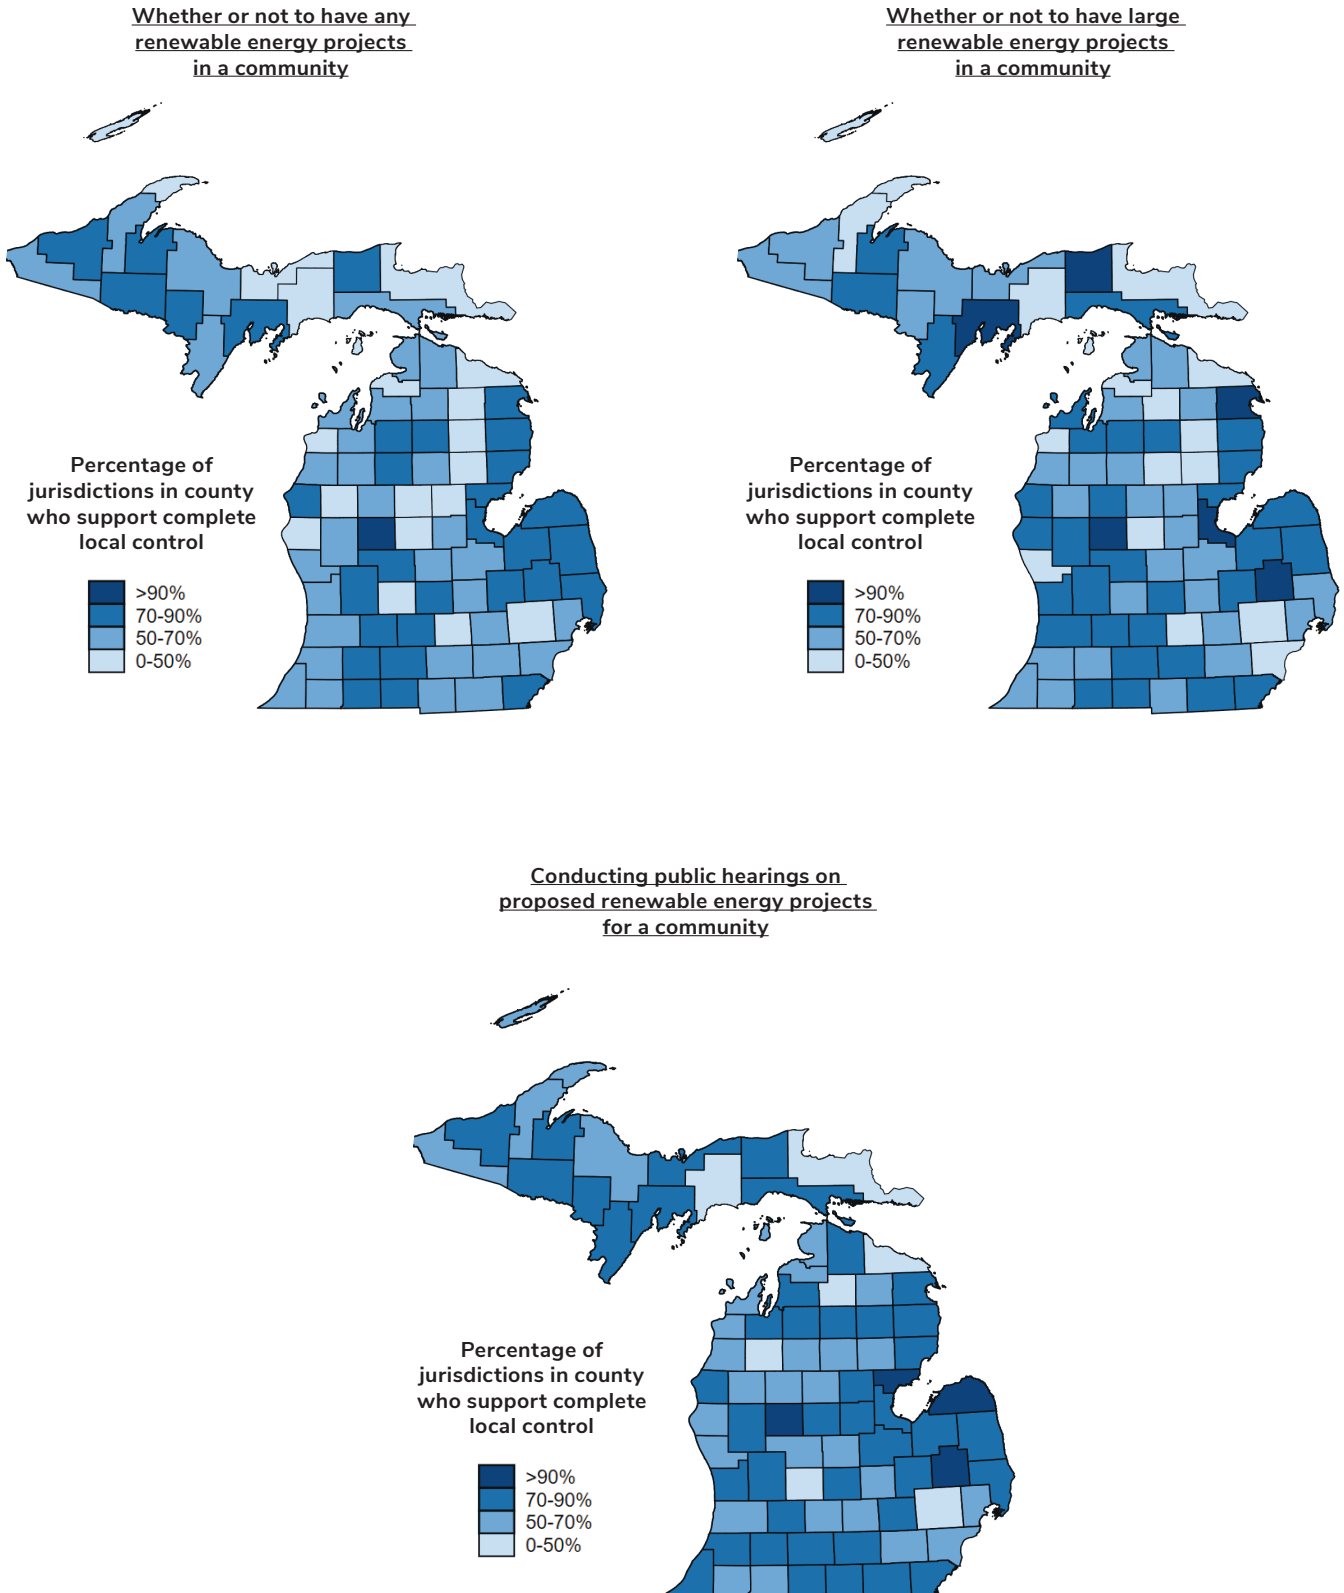 Whether or not to have any
renewable energy projects
in a community
Whether or not to have large
renewable energy projects
in a community
Percentage of
jurisdictions in county
who support complete
local control
>90%
70-90%
50-70%
0-50%
Percentage of
jurisdictions in county
who support complete
local control
>90%
70-90%
50-70%
0-50%
Conducting public hearings on
proposed renewable energy projects
for a community
Percentage of
jurisdictions in county
who support complete
local control
>90%
70-90%
50-70%
0-50%